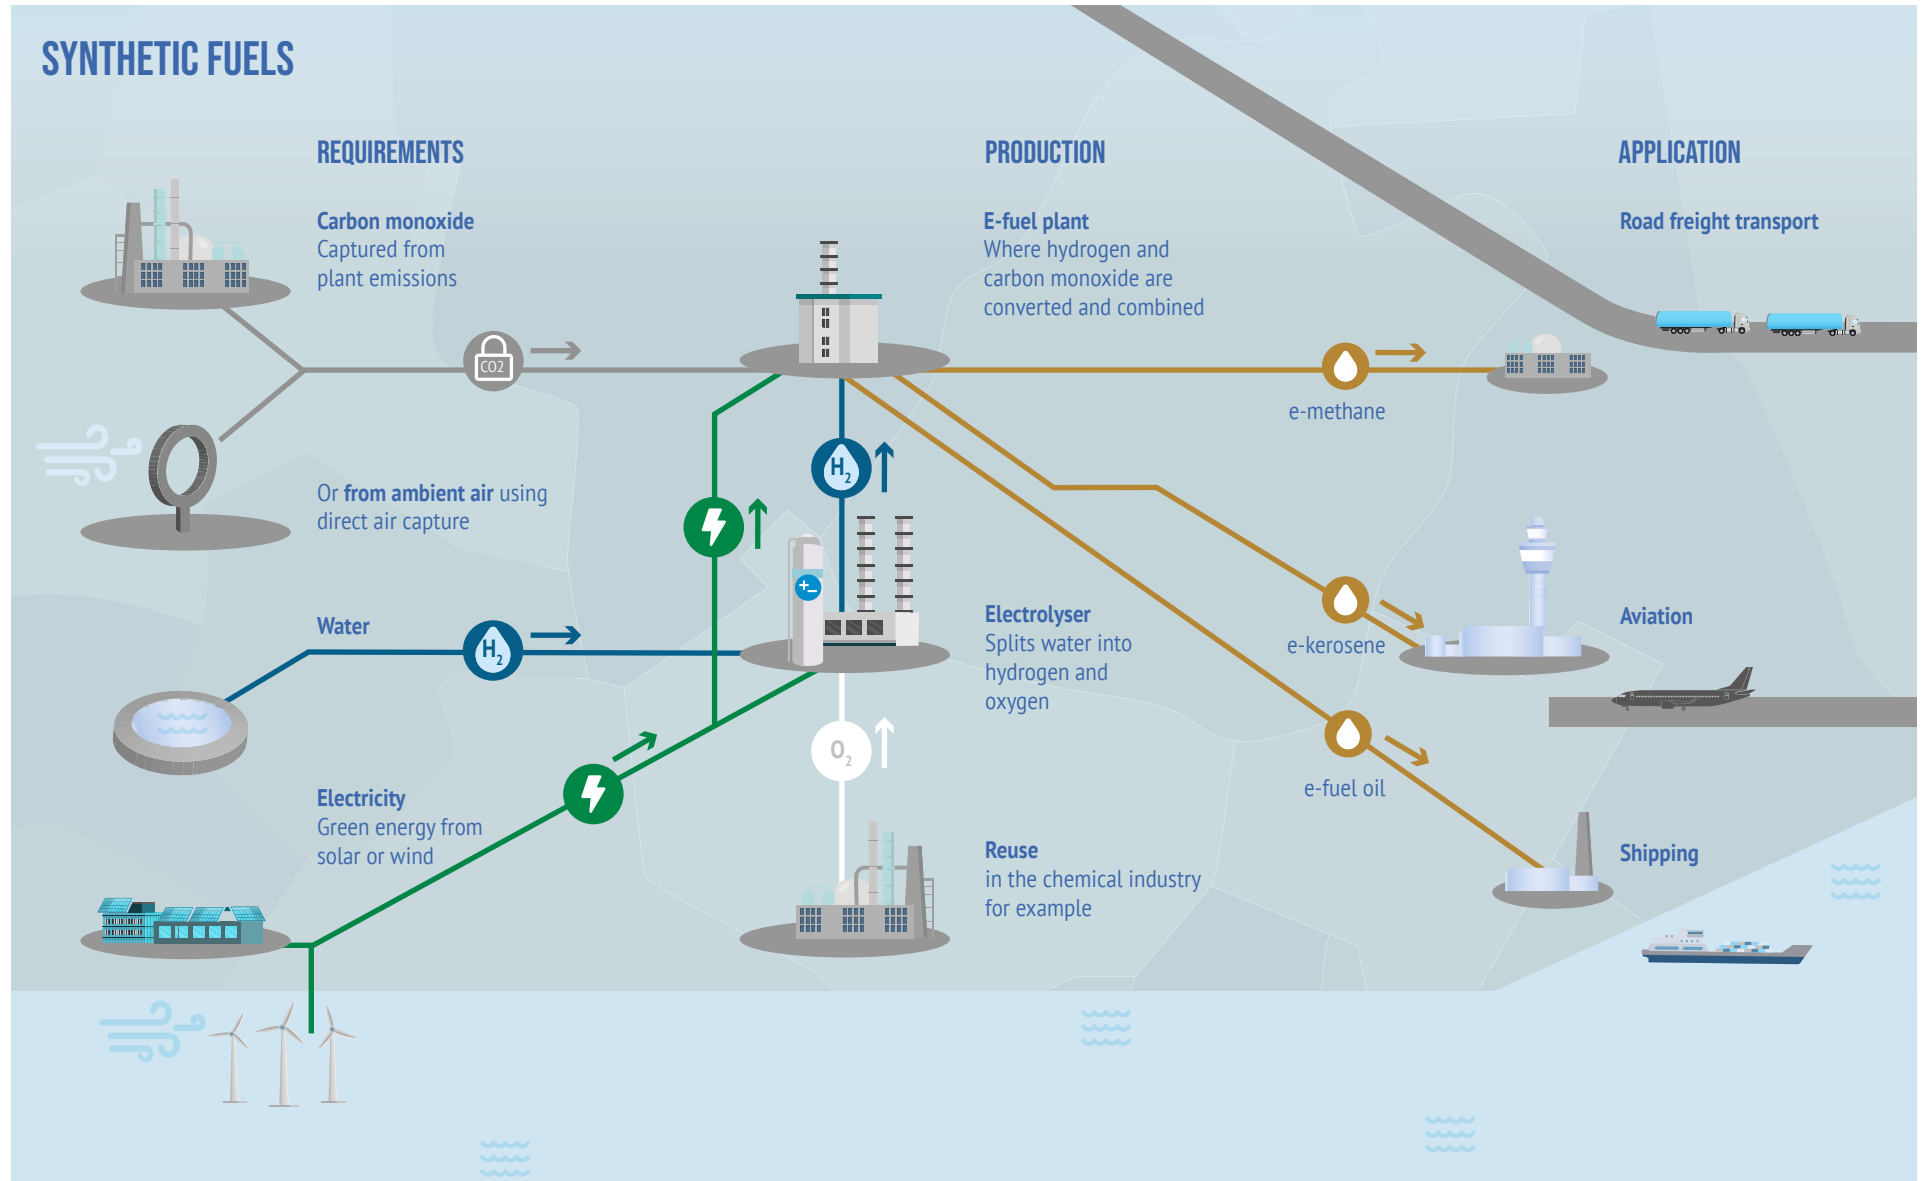 SYNTHETIC FUELS
REQUIREMENTS
Carbon monoxide
Captured from
plant emissions
CO2
Or from ambient air using
direct air capture
Water
H2
Electricity
Green energy from
solar or wind
PRODUCTION
E-fuel plant
Where hydrogen and
carbon monoxide are
converted and combined
H2
+−
Electrolyser
Splits water into
hydrogen and
oxygen
O2
Reuse
in the chemical industry
for example
e-methane
e-kerosene
e-fuel oil
APPLICATION
Road freight transport
Aviation
Shipping